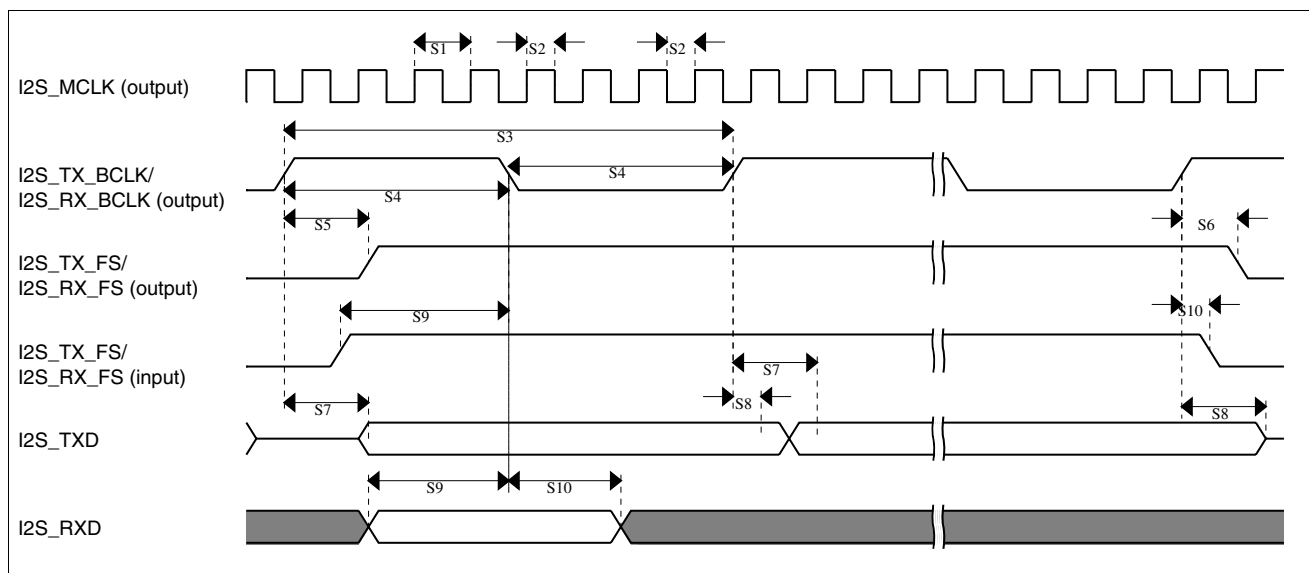 S1
S2
S2
I2S_MCLK (output)
S3
I2S_TX_BCLK/
I2S_RX_BCLK (output)
S4
S4
S5
S6
I2S_TX_FS/
I2S_RX_FS (output)
S9
S10
I2S_TX_FS/
I2S_RX_FS (input)
S7
S7
S8
S8
I2S_TXD
S9
S10
I2S_RXD